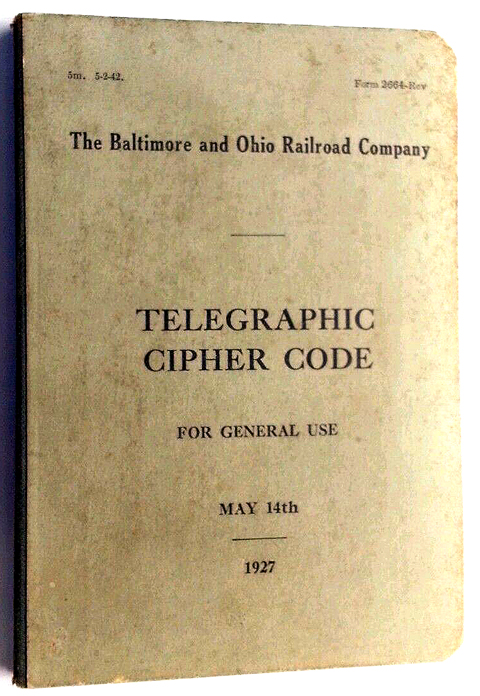 5m. 5-2-42.
Form 2664-Rev
The Baltimore and Ohio Railroad Company
TELEGRAPHIC
CIPHER CODE
FOR GENERAL USE
MAY 14th
1927